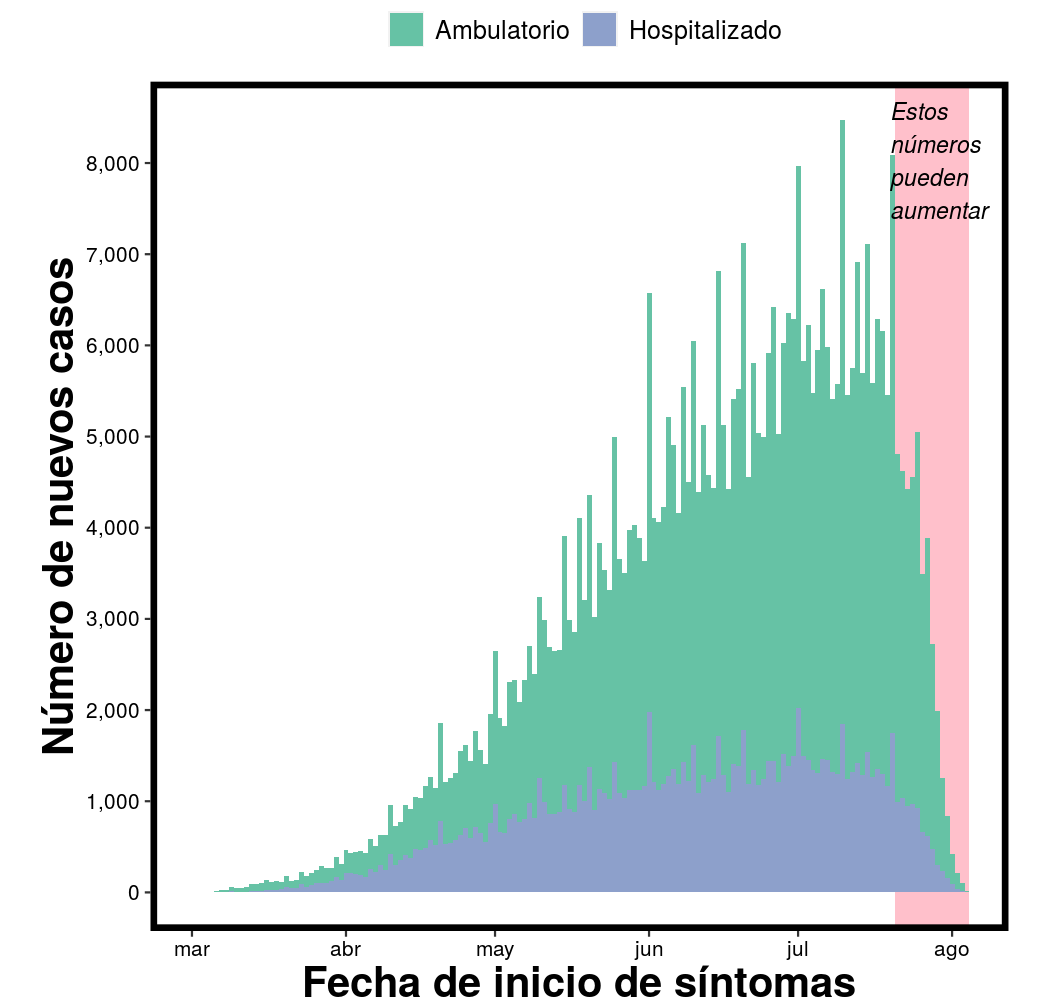 Ambulatorio Hospitalizado
Estos
números
pueden
aumentar
8,000
7,000
6,000
5,000
4,000
3,000
2,000
1,000
0
Número de nuevos casos
mar abr may jun jul ago
Fecha de inicio de síntomas